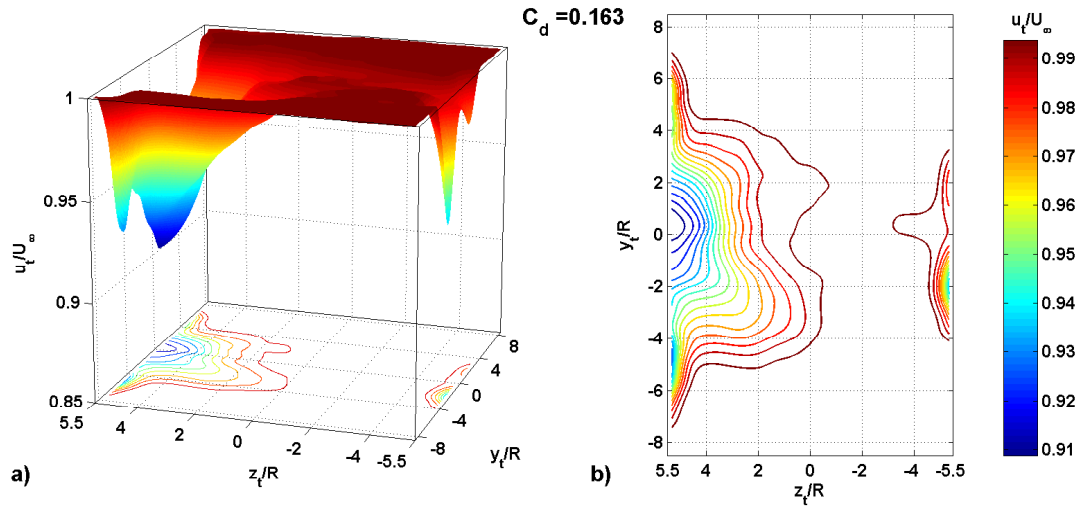 C_d =0.163
u_t/U_∞
1
0.95
0.9
0.85
u_t/U_∞
5.5 4 2 0 -2 -4 -5.5
z_t/R
-8 -4 0 4 8
y_t/R
a)
8
6
4
2
0
-2
-4
-6
-8
y_t/R
5.5 4 2 0 -2 -4 -5.5
z_t/R
b)
0.99
0.98
0.97
0.96
0.95
0.94
0.93
0.92
0.91